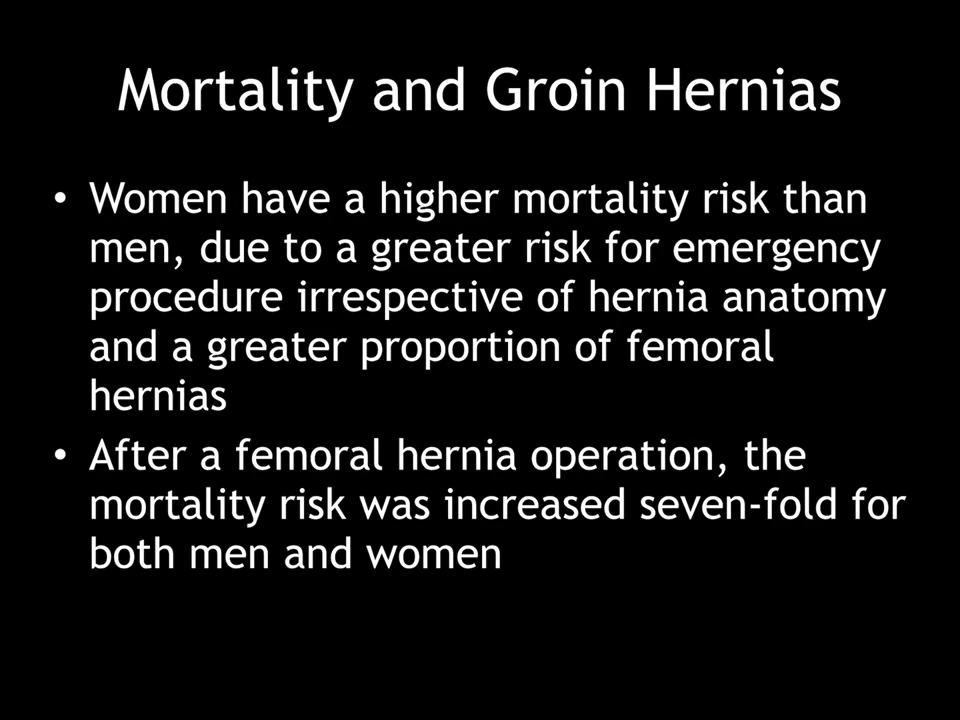 Mortality and Groin Hernias
• Women have a higher mortality risk than
men, due to a greater risk for emergency
procedure irrespective of hernia anatomy
and a greater proportion of femoral
hernias
• After a femoral hernia operation, the
mortality risk was increased seven-fold for
both men and women